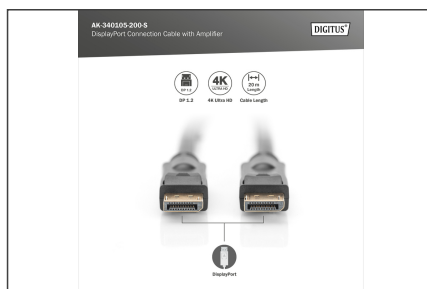 AK-340105-200-S
DisplayPort Connection Cable with Amplifier
DIGITUS®
DP 1.2
4K
ULTRA HD
20 m
Length
DP 1.2
4K Ultra HD
Cable Length
DisplayPort